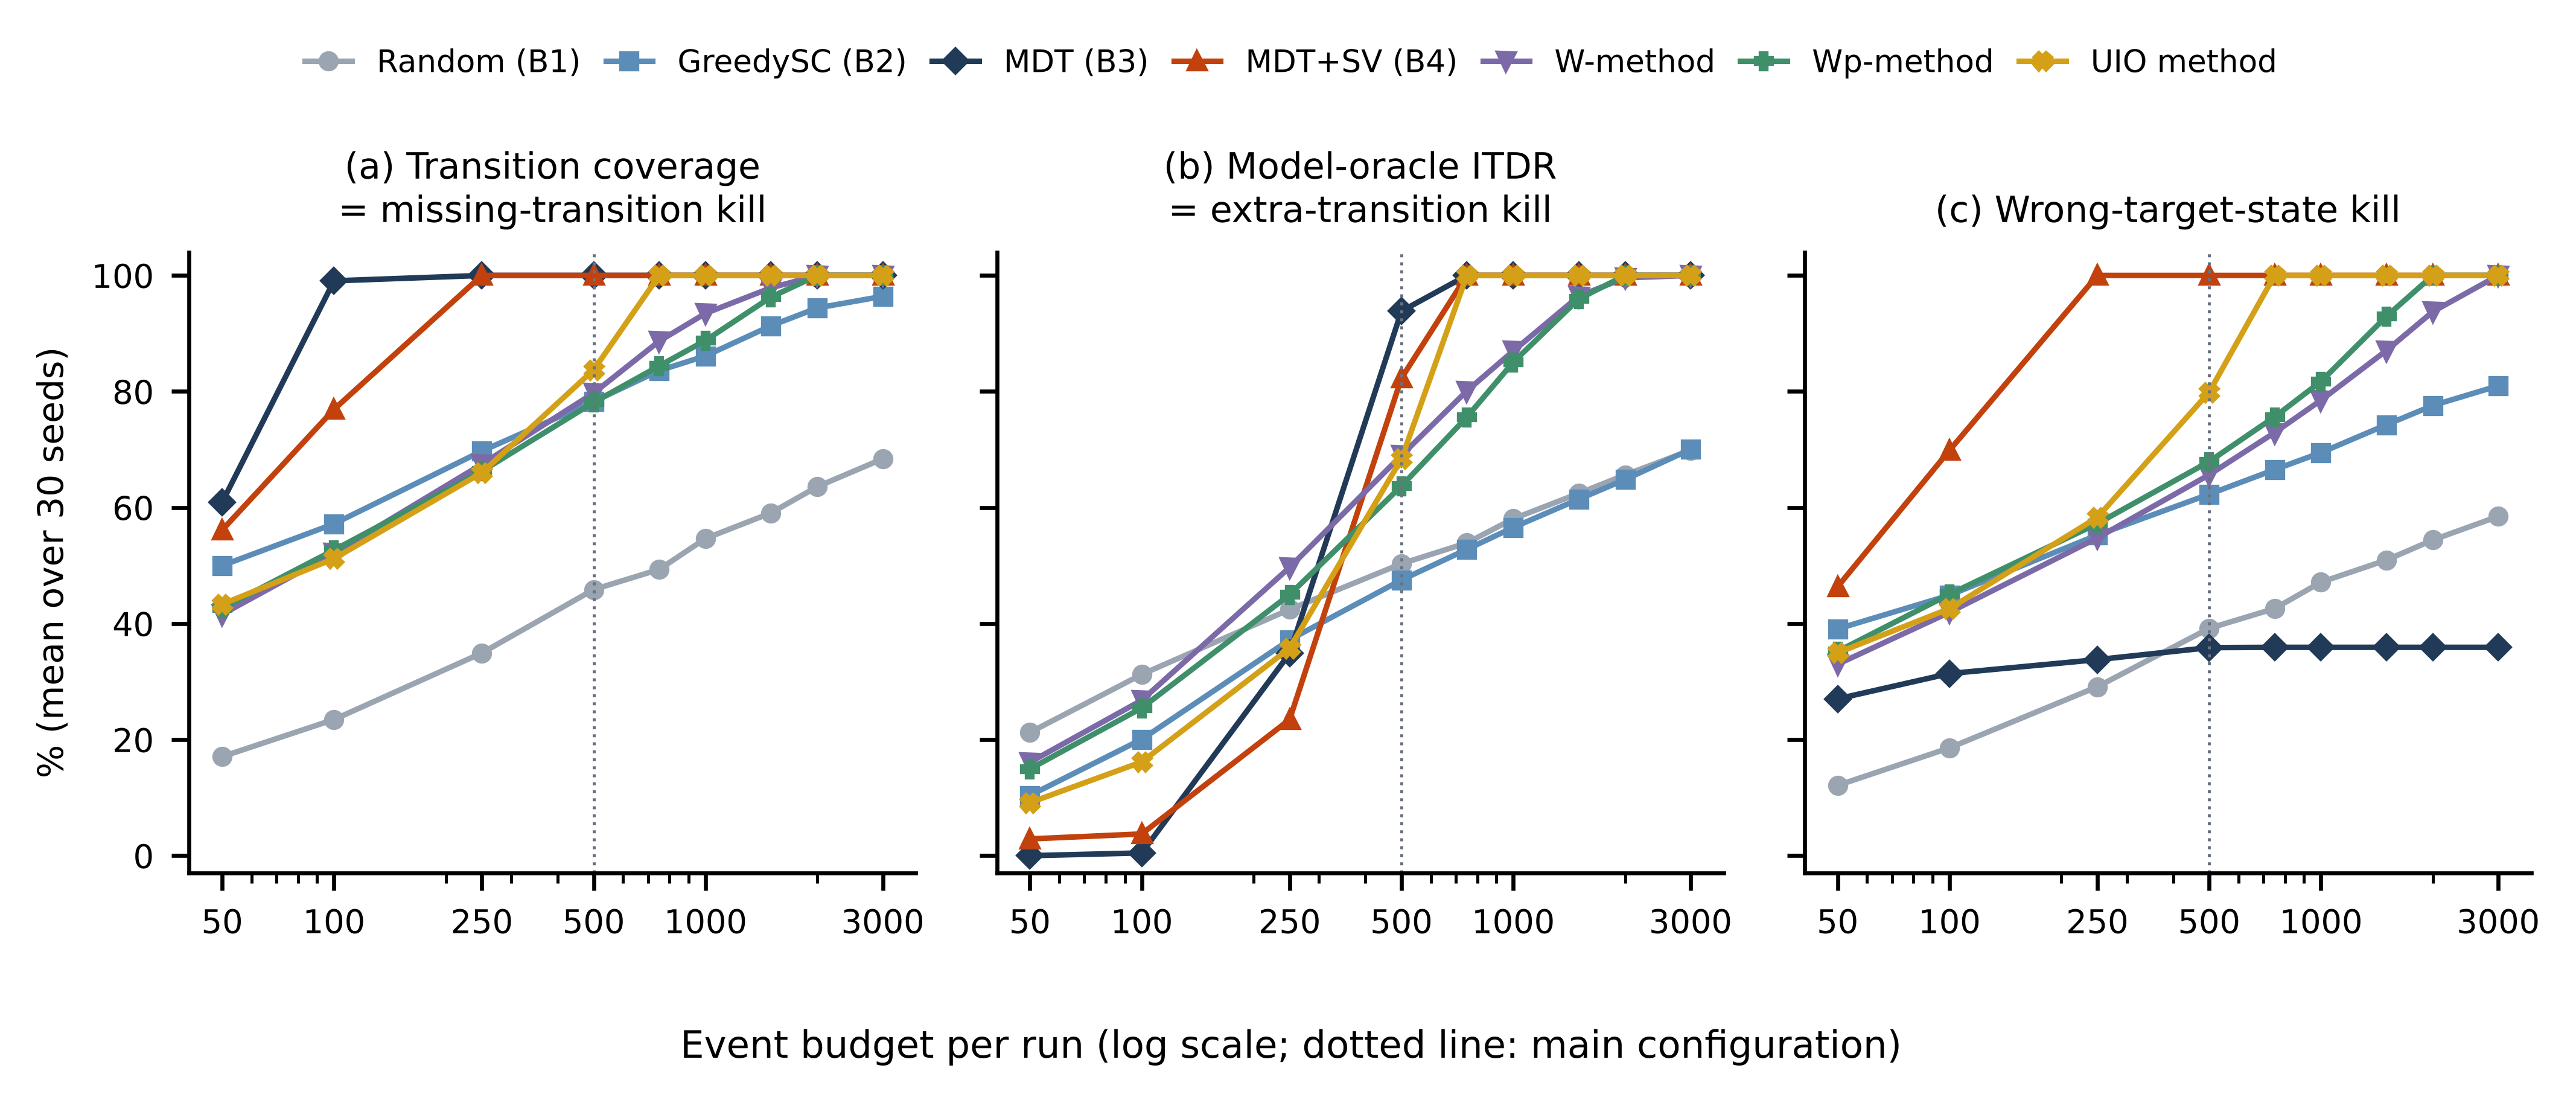 Random (B1) GreedySC (B2) MDT (B3) MDT+SV (B4) W-method Wp-method UIO method
(a) Transition coverage
= missing-transition kill
(b) Model-oracle ITDR
= extra-transition kill
(c) Wrong-target-state kill
% (mean over 30 seeds)
100
80
60
40
20
0
50 100 250 500 1000 3000
50 100 250 500 1000 3000
50 100 250 500 1000 3000
Event budget per run (log scale; dotted line: main configuration)